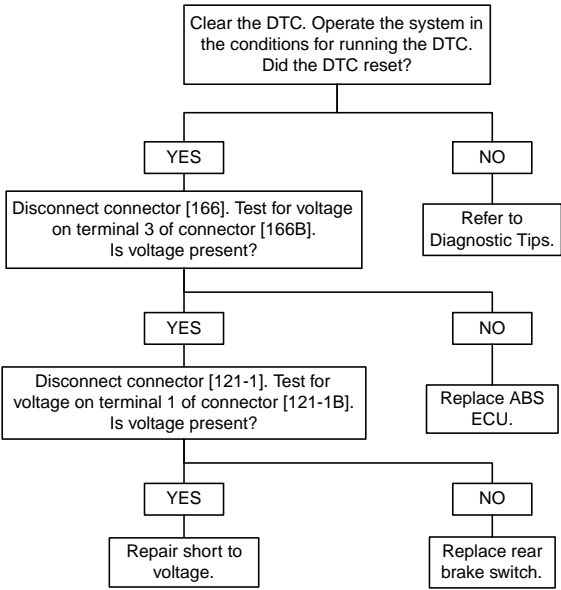 Clear the DTC. Operate the system in
the conditions for running the DTC.
Did the DTC reset?
YES
NO
Disconnect connector [166]. Test for voltage
on terminal 3 of connector [166B].
Is voltage present?
Refer to
Diagnostic Tips.
YES
NO
Disconnect connector [121-1]. Test for
voltage on terminal 1 of connector [121-1B].
Is voltage present?
Replace ABS
ECU.
YES
NO
Repair short to
voltage.
Replace rear
brake switch.